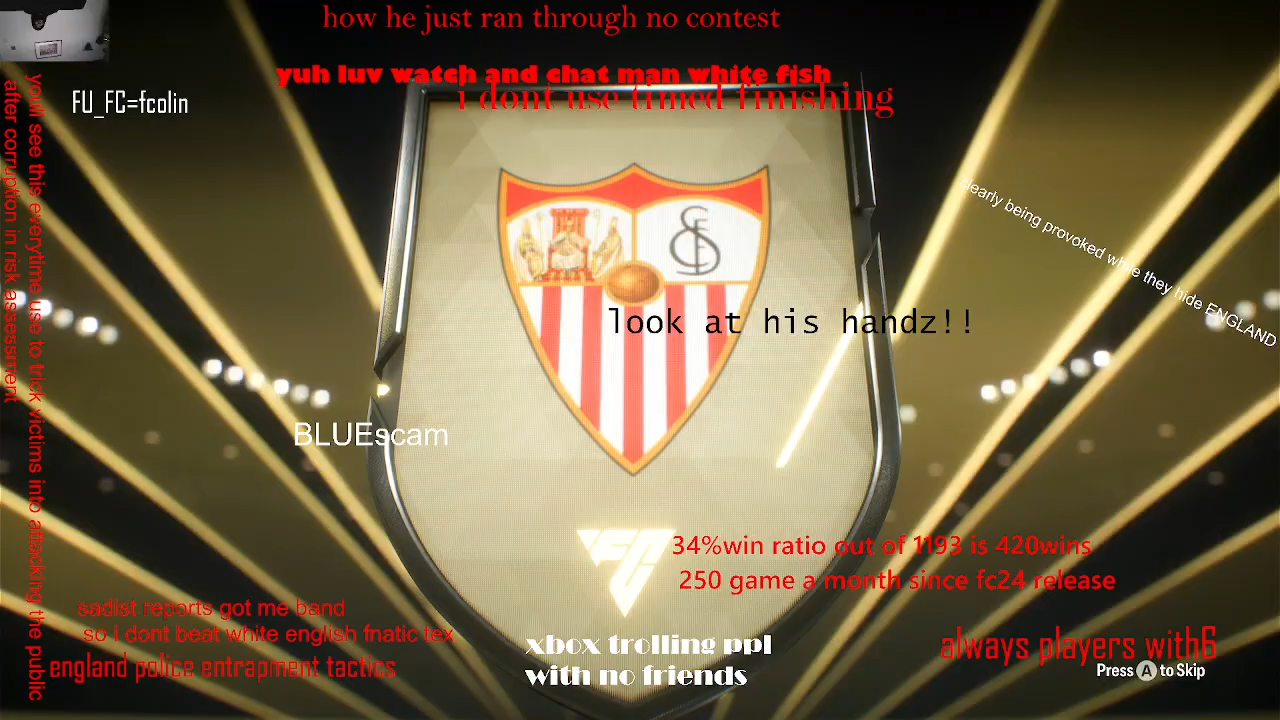 how he just ran through no contest
yuh luv watch and chat man white fish
i dont use timed finishing
FU_FC=fcolin
youll see this everytime use to trick victims into attacking the public
after corruption in risk assessment
clearly being provoked while they hide ENGLAND
look at his handz!!
BLUEscam
34%win ratio out of 1193 is 420wins
250 game a month since fc24 release
sadist reports got me band
so i dont beat white english fnatic tex
england police entrapment tactics
xbox trolling ppl
with no friends
always players with6
Press A to Skip